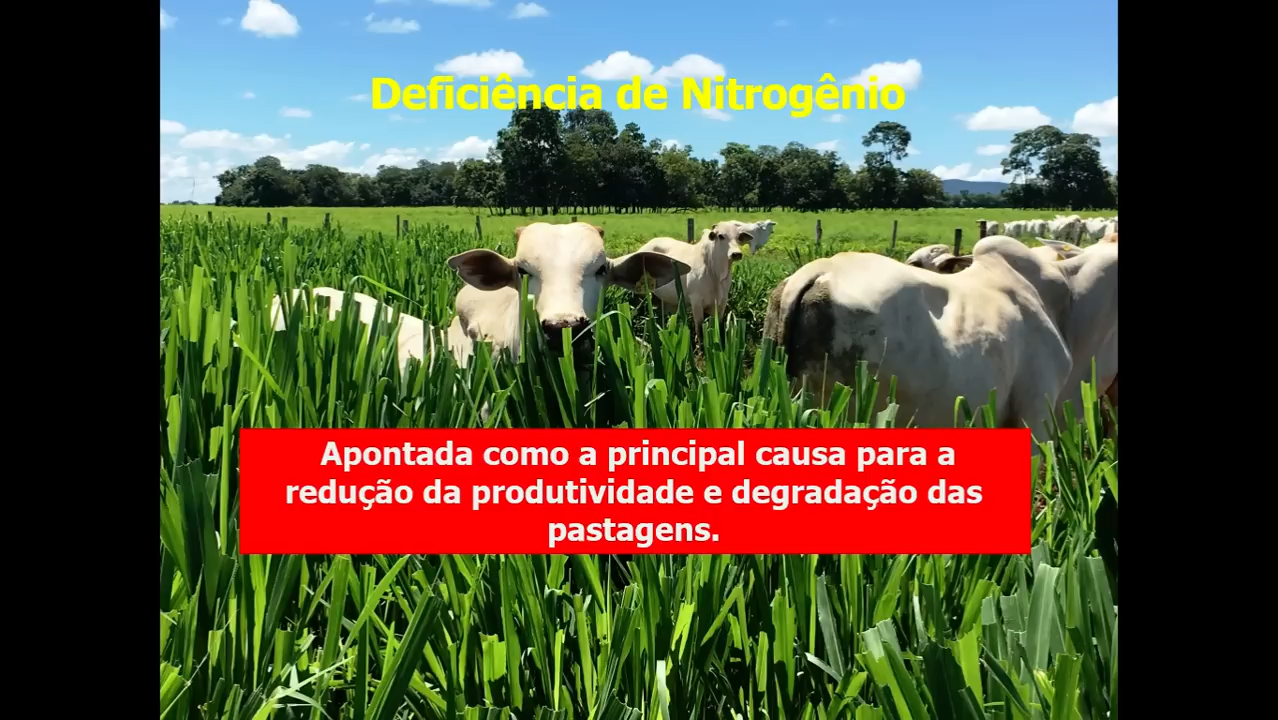 Deficiência de Nitrogênio
Apontada como a principal causa para a
redução da produtividade e degradação das
pastagens.